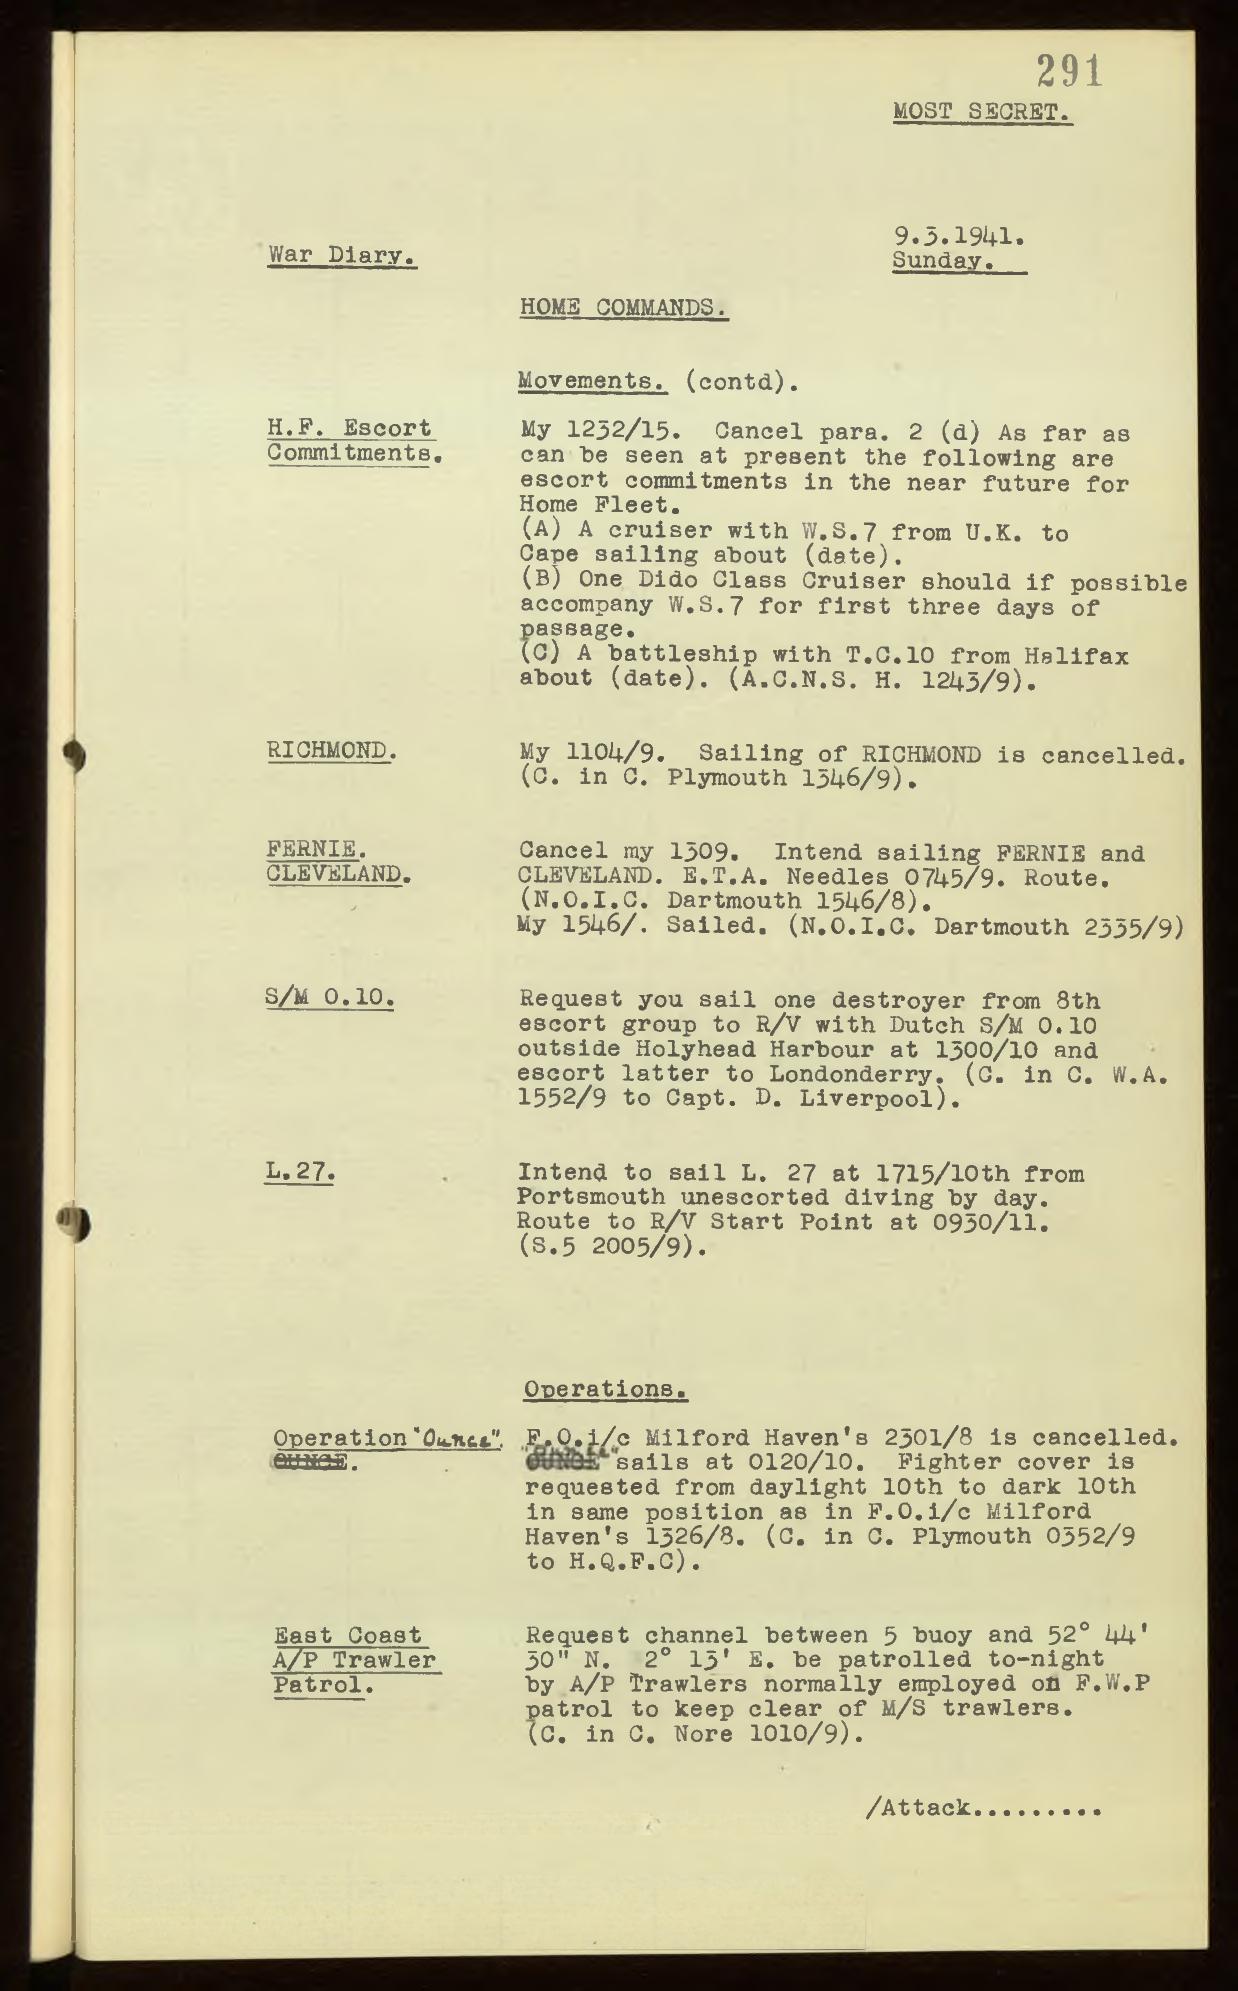 291
MOST SECRET.
War Diary.
9.3.1941.
Sunday.
HOME COMMANDS.
Movements. (contd).
H.F. Escort
Commitments.
My 1232/15. Cancel para. 2 (d) As far as
can be seen at present the following are
escort commitments in the near future for
Home Fleet.
(A) A cruiser with W.S.7 from U.K. to
Cape sailing about (date).
(B) One Dido Class Cruiser should if possible
accompany W.S.7 for first three days of
passage.
(C) A battleship with T.C.10 from Halifax
about (date). (A.C.N.S. H. 1243/9).
RICHMOND.
My 1104/9. Sailing of RICHMOND is cancelled.
(C. in C. Plymouth 1346/9).
FERNIE.
CLEVELAND.
Cancel my 1309. Intend sailing FERNIE and
CLEVELAND. E.T.A. Needles 0745/9. Route.
(N.O.I.C. Dartmouth 1546/8).
My 1546/. Sailed. (N.O.I.C. Dartmouth 2335/9)
S/M O.10.
Request you sail one destroyer from 8th
escort group to R/V with Dutch S/M O.10
outside Holyhead Harbour at 1300/10 and
escort latter to Londonderry. (C. in C. W.A.
1552/9 to Capt. D. Liverpool).
L.27.
Intend to sail L. 27 at 1715/10th from
Portsmouth unescorted diving by day.
Route to R/V Start Point at 0930/11.
(S.5 2005/9).
Operations.
Operation "Ounce".
OUNCE.
F.O.i/c Milford Haven's 2301/8 is cancelled.
OUNCE" sails at 0120/10. Fighter cover is
requested from daylight 10th to dark 10th
in same position as in F.O.i/c Milford
Haven's 1326/8. (C. in C. Plymouth 0352/9
to H.Q.F.C).
East Coast
A/P Trawler
Patrol.
Request channel between 5 buoy and 52° 44'
30" N. 2° 13' E. be patrolled to-night
by A/P Trawlers normally employed on F.W.P
patrol to keep clear of M/S trawlers.
(C. in C. Nore 1010/9).
/Attack.........